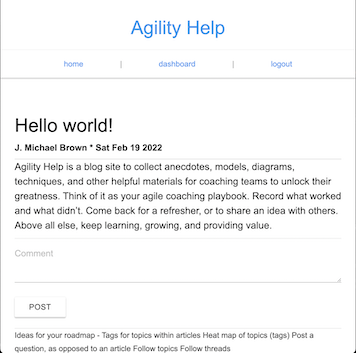 Agility Help
home | dashboard | logout
Hello world!
J. Michael Brown * Sat Feb 19 2022
Agility Help is a blog site to collect anecdotes, models, diagrams,
techniques, and other helpful materials for coaching teams to unlock their
greatness. Think of it as your agile coaching playbook. Record what worked
and what didn't. Come back for a refresher, or to share an idea with others.
Above all else, keep learning, growing, and providing value.
Comment
POST
Ideas for your roadmap - Tags for topics within articles Heat map of topics (tags) Post a
question, as opposed to an article Follow topics Follow threads